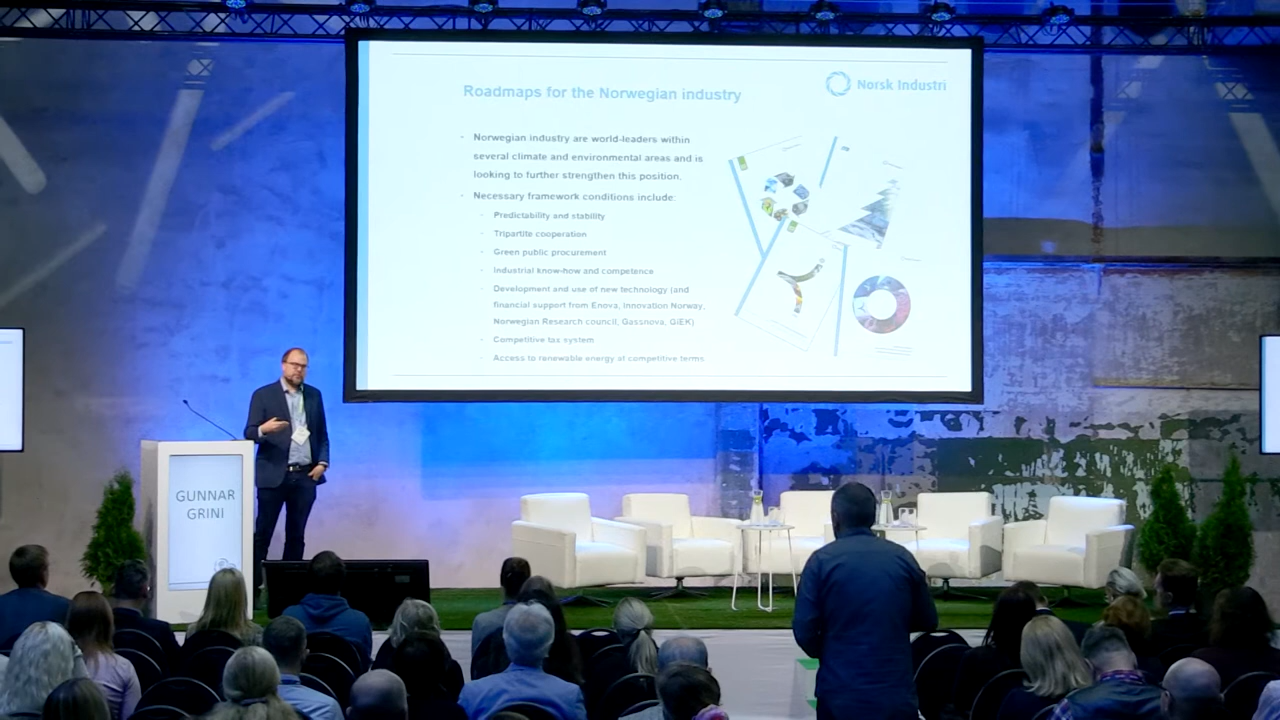 Norsk Industri
Roadmaps for the Norwegian industry
Norwegian industry are world-leaders within
several climate and environmental areas and is
looking to further strengthen this position.
Necessary framework conditions include:
Predictability and stability
Tripartite cooperation
Green public procurement
Industrial know-how and competence
Development and use of new technology (and
financial support from Enova, Innovation Norway,
Norwegian Research council, Gassnova, GIEK)
Competitive tax system
Access to renewable energy at competitive terms
GUNNAR
GRINI